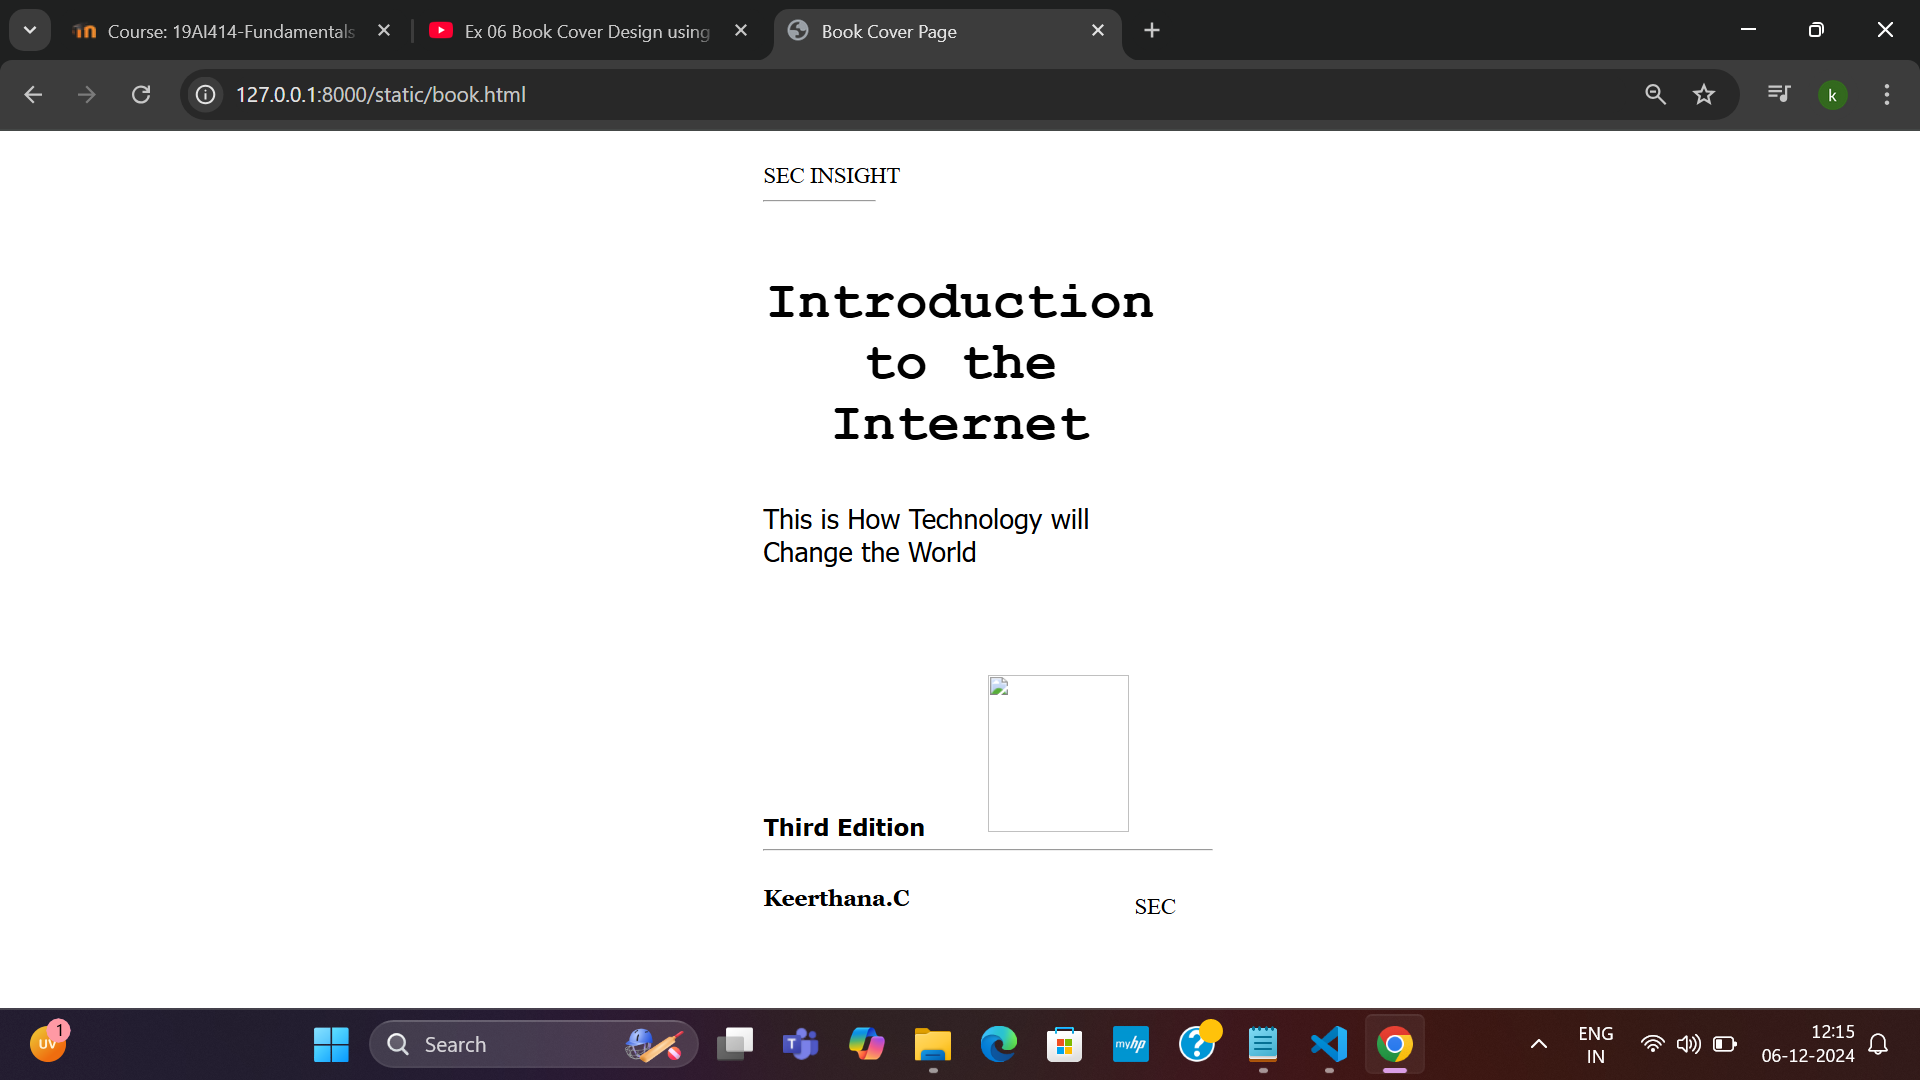 Course: 19AI414-Fundamentals
Ex 06 Book Cover Design using
Book Cover Page
127.0.0.1:8000/static/book.html
k
SEC INSIGHT
Introduction
to the
Internet
This is How Technology will
Change the World
Third Edition
Keerthana.C
SEC
UV
1
Search
T
myhp
?
ENG
IN
12:15
06-12-2024